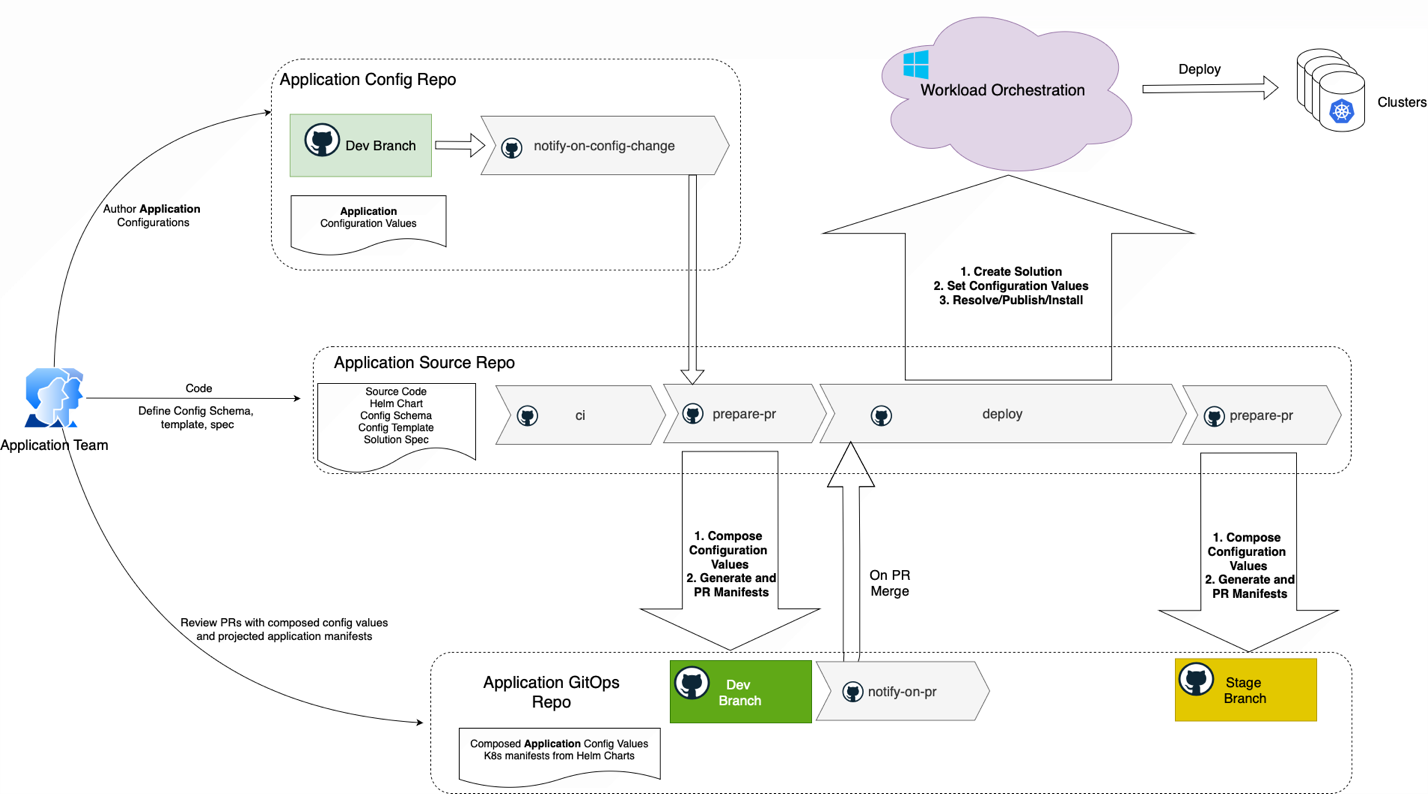 Application Config Repo
Dev Branch
notify-on-config-change
Application
Configuration Values
Author Application
Configurations
Workload Orchestration
Deploy
Clusters
1. Create Solution
2. Set Configuration Values
3. Resolve/Publish/Install
Application Source Repo
Source Code
Helm Chart
Config Schema
Config Template
Solution Spec
ci
prepare-pr
deploy
prepare-pr
Code
Define Config Schema,
template, spec
Application Team
1. Compose
Configuration
Values
2. Generate and
PR Manifests
On PR
Merge
1. Compose
Configuration
Values
2. Generate and
PR Manifests
Review PRs with composed config values
and projected application manifests
Application GitOps
Repo
Dev
Branch
notify-on-pr
Stage
Branch
Composed Application Config Values
K8s manifests from Helm Charts